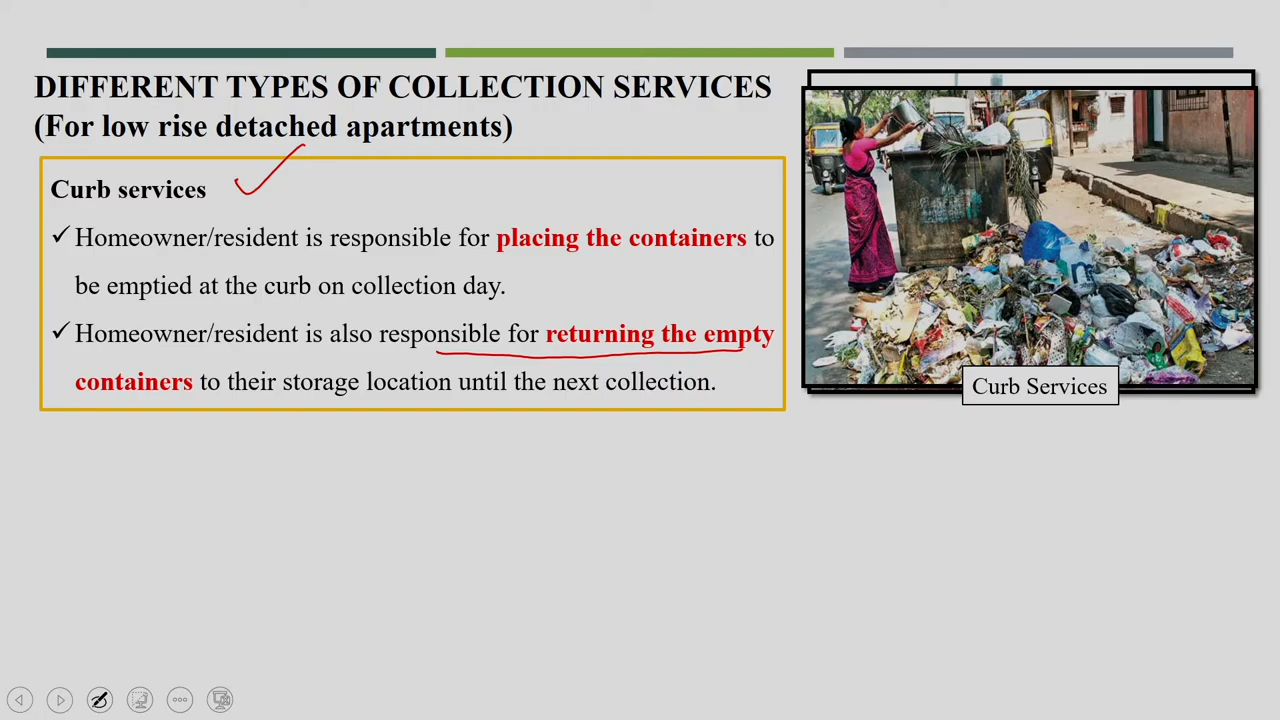 DIFFERENT TYPES OF COLLECTION SERVICES
(For low rise detached apartments)
Curb services
✓ Homeowner/resident is responsible for placing the containers to
be emptied at the curb on collection day.
✓ Homeowner/resident is also responsible for returning the empty
containers to their storage location until the next collection.
Curb Services